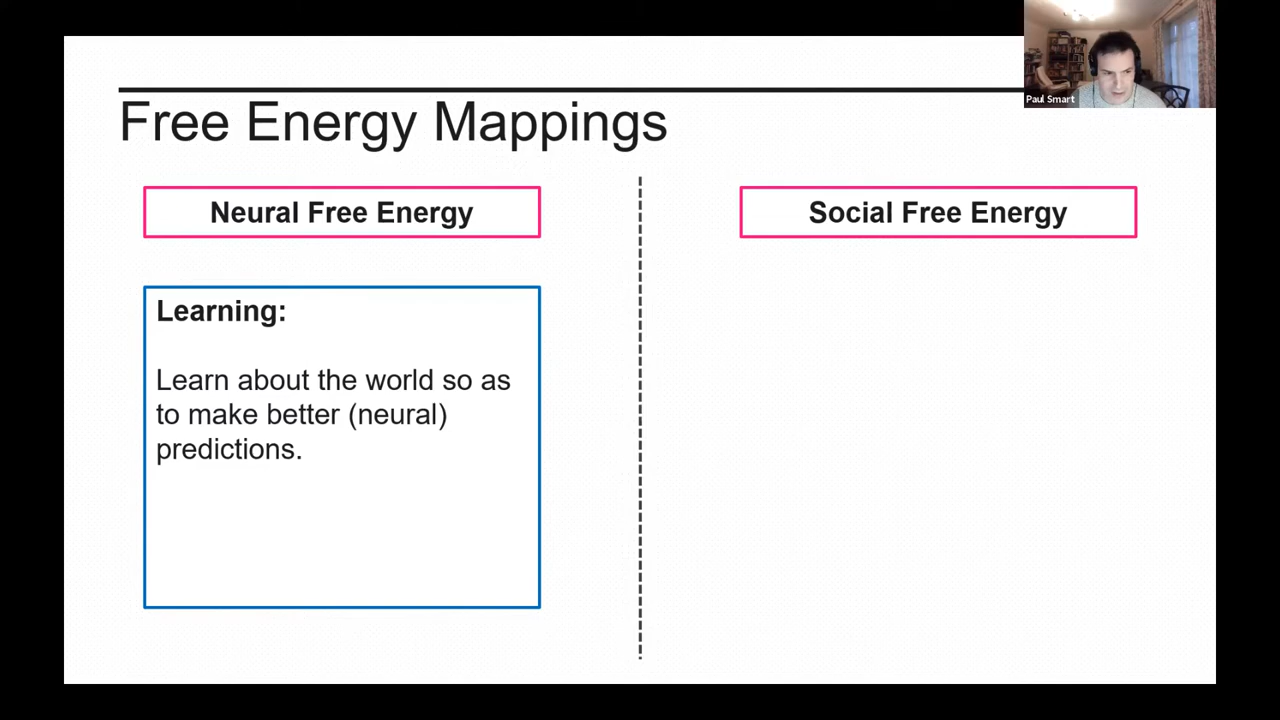 Paul Smart
Free Energy Mappings
Neural Free Energy
Social Free Energy
Learning:
Learn about the world so as
to make better (neural)
predictions.